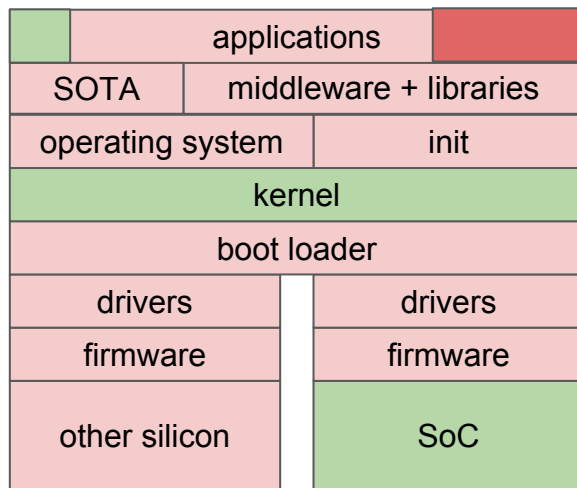 applications
SOTA middleware + libraries
operating system init
kernel
boot loader
drivers drivers
firmware firmware
other silicon SoC